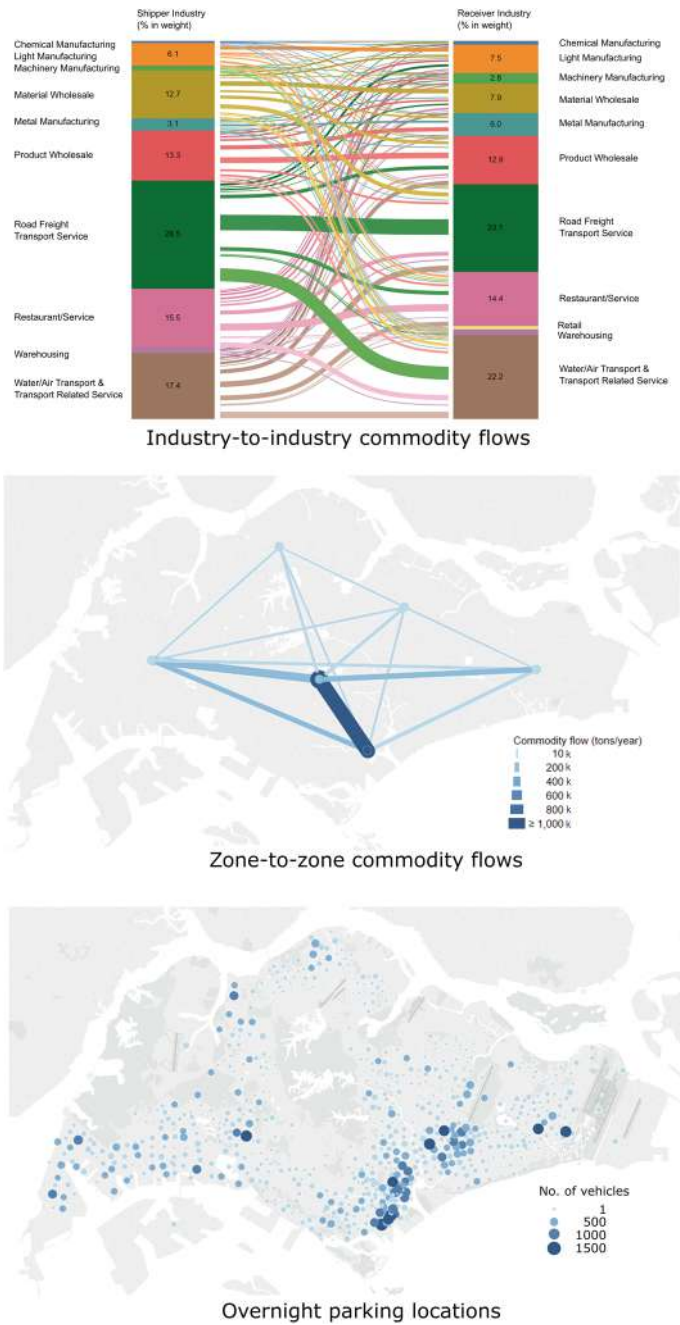 Shipper Industry
(% in weight)
Receiver Industry
(% in weight)
Chemical Manufacturing
Light Manufacturing
Machinery Manufacturing
Material Wholesale
Metal Manufacturing
Product Wholesale
Road Freight
Transport Service
Restaurant/Service
Warehousing
Water/Air Transport &
Transport Related Service
6.1
12.7
3.1
13.3
28.5
15.5
17.4
7.5
2.8
7.9
6.0
14.4
22.2
Chemical Manufacturing
Light Manufacturing
Machinery Manufacturing
Material Wholesale
Metal Manufacturing
Product Wholesale
Road Freight
Transport Service
Restaurant/Service
Retail
Warehousing
Water/Air Transport &
Transport Related Service
Industry-to-industry commodity flows
Commodity flow (tons/year)
10 k
200 k
400 k
600 k
800 k
≥ 1,000 k
Zone-to-zone commodity flows
No. of vehicles
1
500
1000
1500
Overnight parking locations